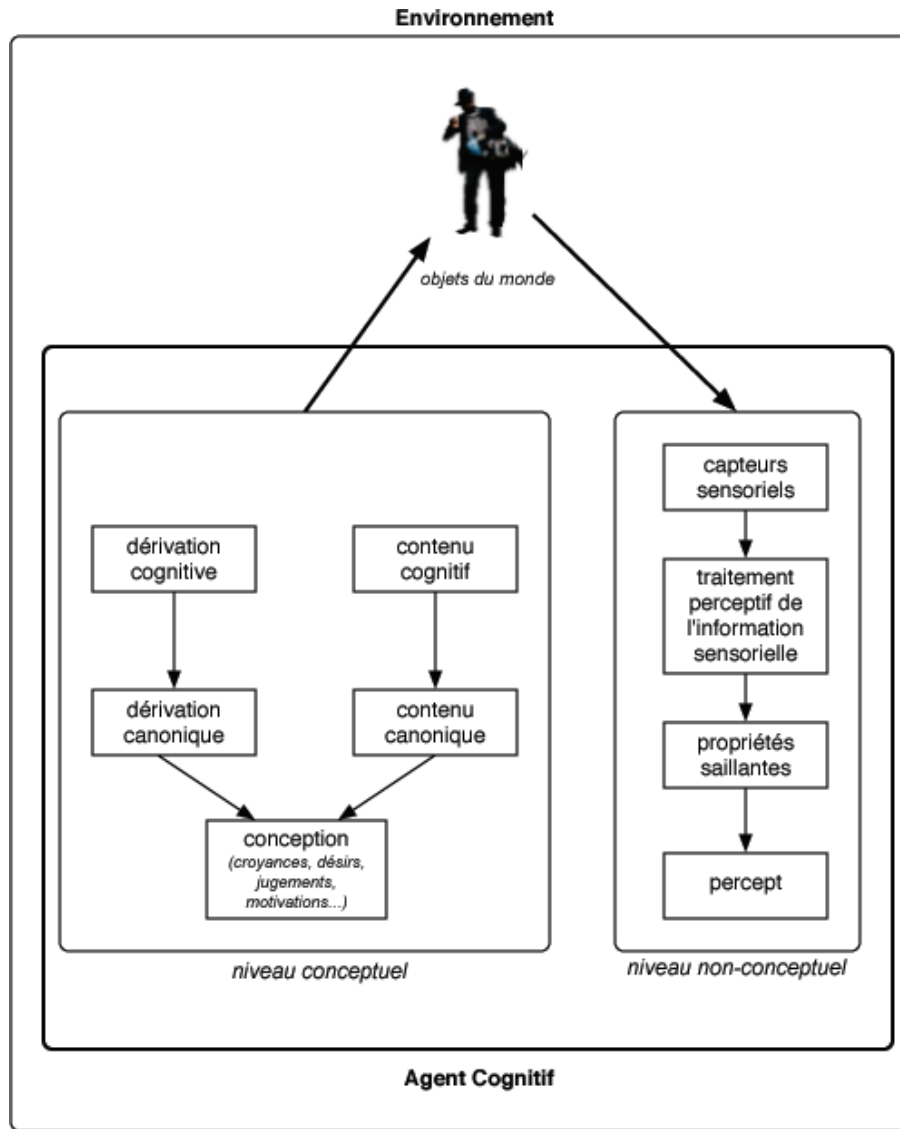 Environnement
objets du monde
dérivation
cognitive
contenu
cognitif
dérivation
canonique
contenu
canonique
conception
(croyances, désirs,
jugements,
motivations...)
niveau conceptuel
capteurs
sensoriels
traitement
perceptif de
l'information
sensorielle
propriétés
saillantes
percept
niveau non-conceptuel
Agent Cognitif